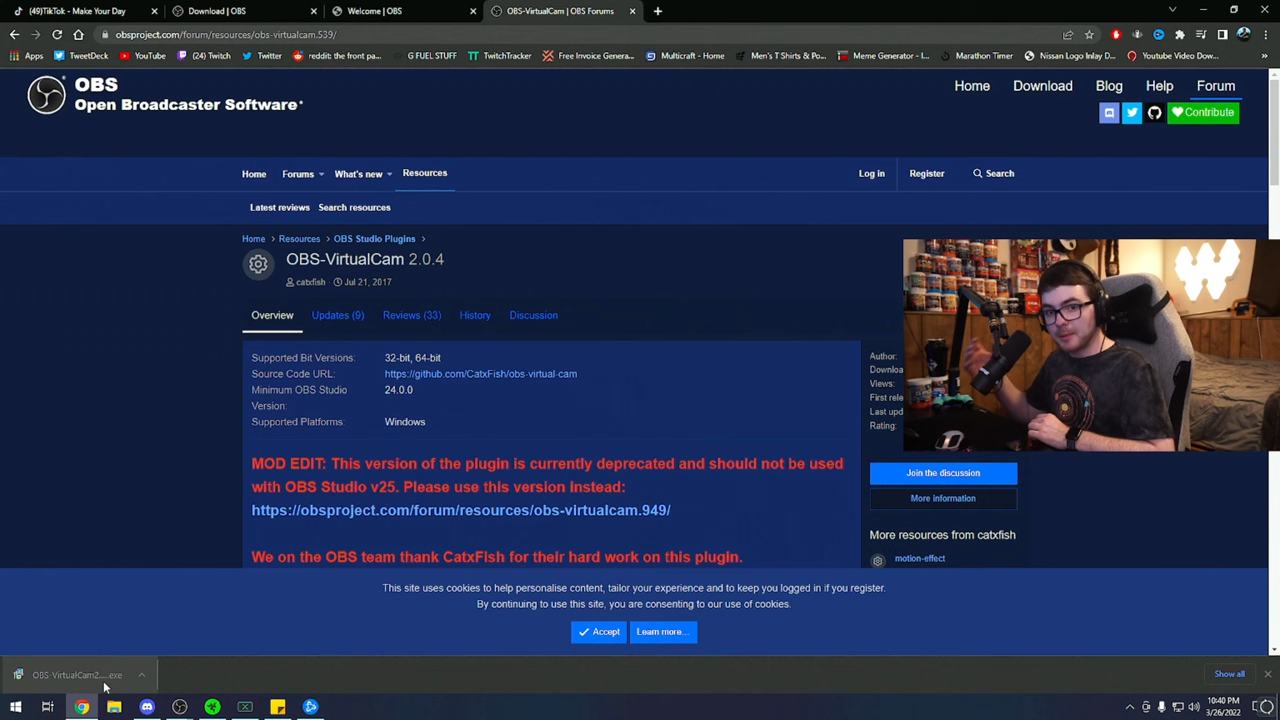 (49)TikTok - Make Your Day
Download | OBS
Welcome | OBS
OBS-VirtualCam | OBS Forums
obsproject.com/forum/resources/obs-virtualcam.539/
Apps
TweetDeck
YouTube
(24) Twitch
Twitter
reddit: the front pa...
G FUEL STUFF
TwitchTracker
Free Invoice Genera...
Multicraft - Home
Men's T Shirts & Po...
Meme Generator - I...
Marathon Timer
Nissan Logo Inlay D...
Youtube Video Dow...
OBS
Open Broadcaster Software
Home
Download
Blog
Help
Forum
Contribute
Home
Forums
What's new
Resources
Log in
Register
Search
Latest reviews
Search resources
Home
Resources
OBS Studio Plugins
OBS-VirtualCam 2.0.4
catxfish
Jul 21, 2017
Overview
Updates (9)
Reviews (33)
History
Discussion
Supported Bit Versions: 32-bit, 64-bit
Source Code URL: https://github.com/CatxFish/obs-virtual-cam
Minimum OBS Studio 24.0.0
Version:
Supported Platforms: Windows
Author:
Downloa
Views:
First rele
Last upd
Rating:
MOD EDIT: This version of the plugin is currently deprecated and should not be used
with OBS Studio v25. Please use this version instead:
https://obsproject.com/forum/resources/obs-virtualcam.949/
We on the OBS team thank CatxFish for their hard work on this plugin.
Join the discussion
More information
More resources from catxfish
motion-effect
This site uses cookies to help personalise content, tailor your experience and to keep you logged in if you register.
By continuing to use this site, you are consenting to our use of cookies.
Accept
Learn more...
OBS-VirtualCam2....exe
Show all
10:40 PM
3/26/2022